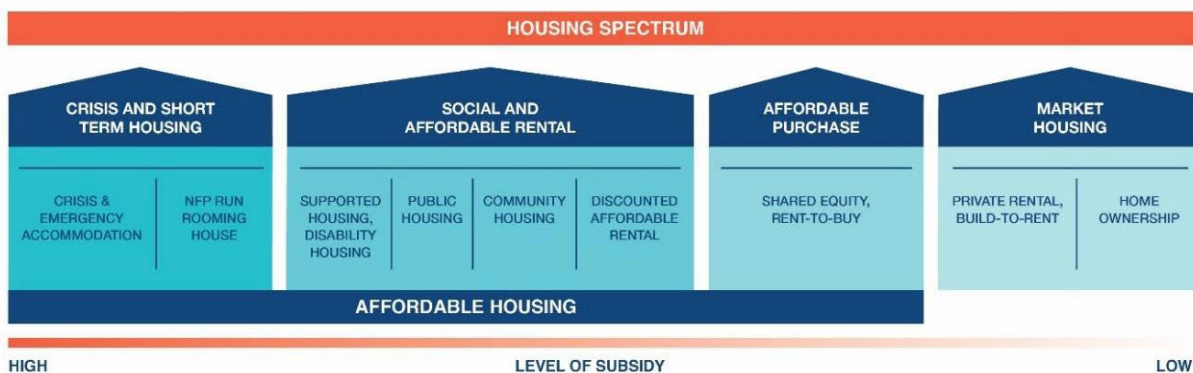 HOUSING SPECTRUM
CRISIS AND SHORT
TERM HOUSING
CRISIS &
EMERGENCY
ACCOMMODATION
NFP RUN
ROOMING
HOUSE
SOCIAL AND
AFFORDABLE RENTAL
SUPPORTED
HOUSING,
DISABILITY
HOUSING
PUBLIC
HOUSING
COMMUNITY
HOUSING
DISCOUNTED
AFFORDABLE
RENTAL
AFFORDABLE
PURCHASE
SHARED EQUITY,
RENT-TO-BUY
MARKET
HOUSING
PRIVATE RENTAL,
BUILD-TO-RENT
HOME
OWNERSHIP
AFFORDABLE HOUSING
HIGH
LEVEL OF SUBSIDY
LOW